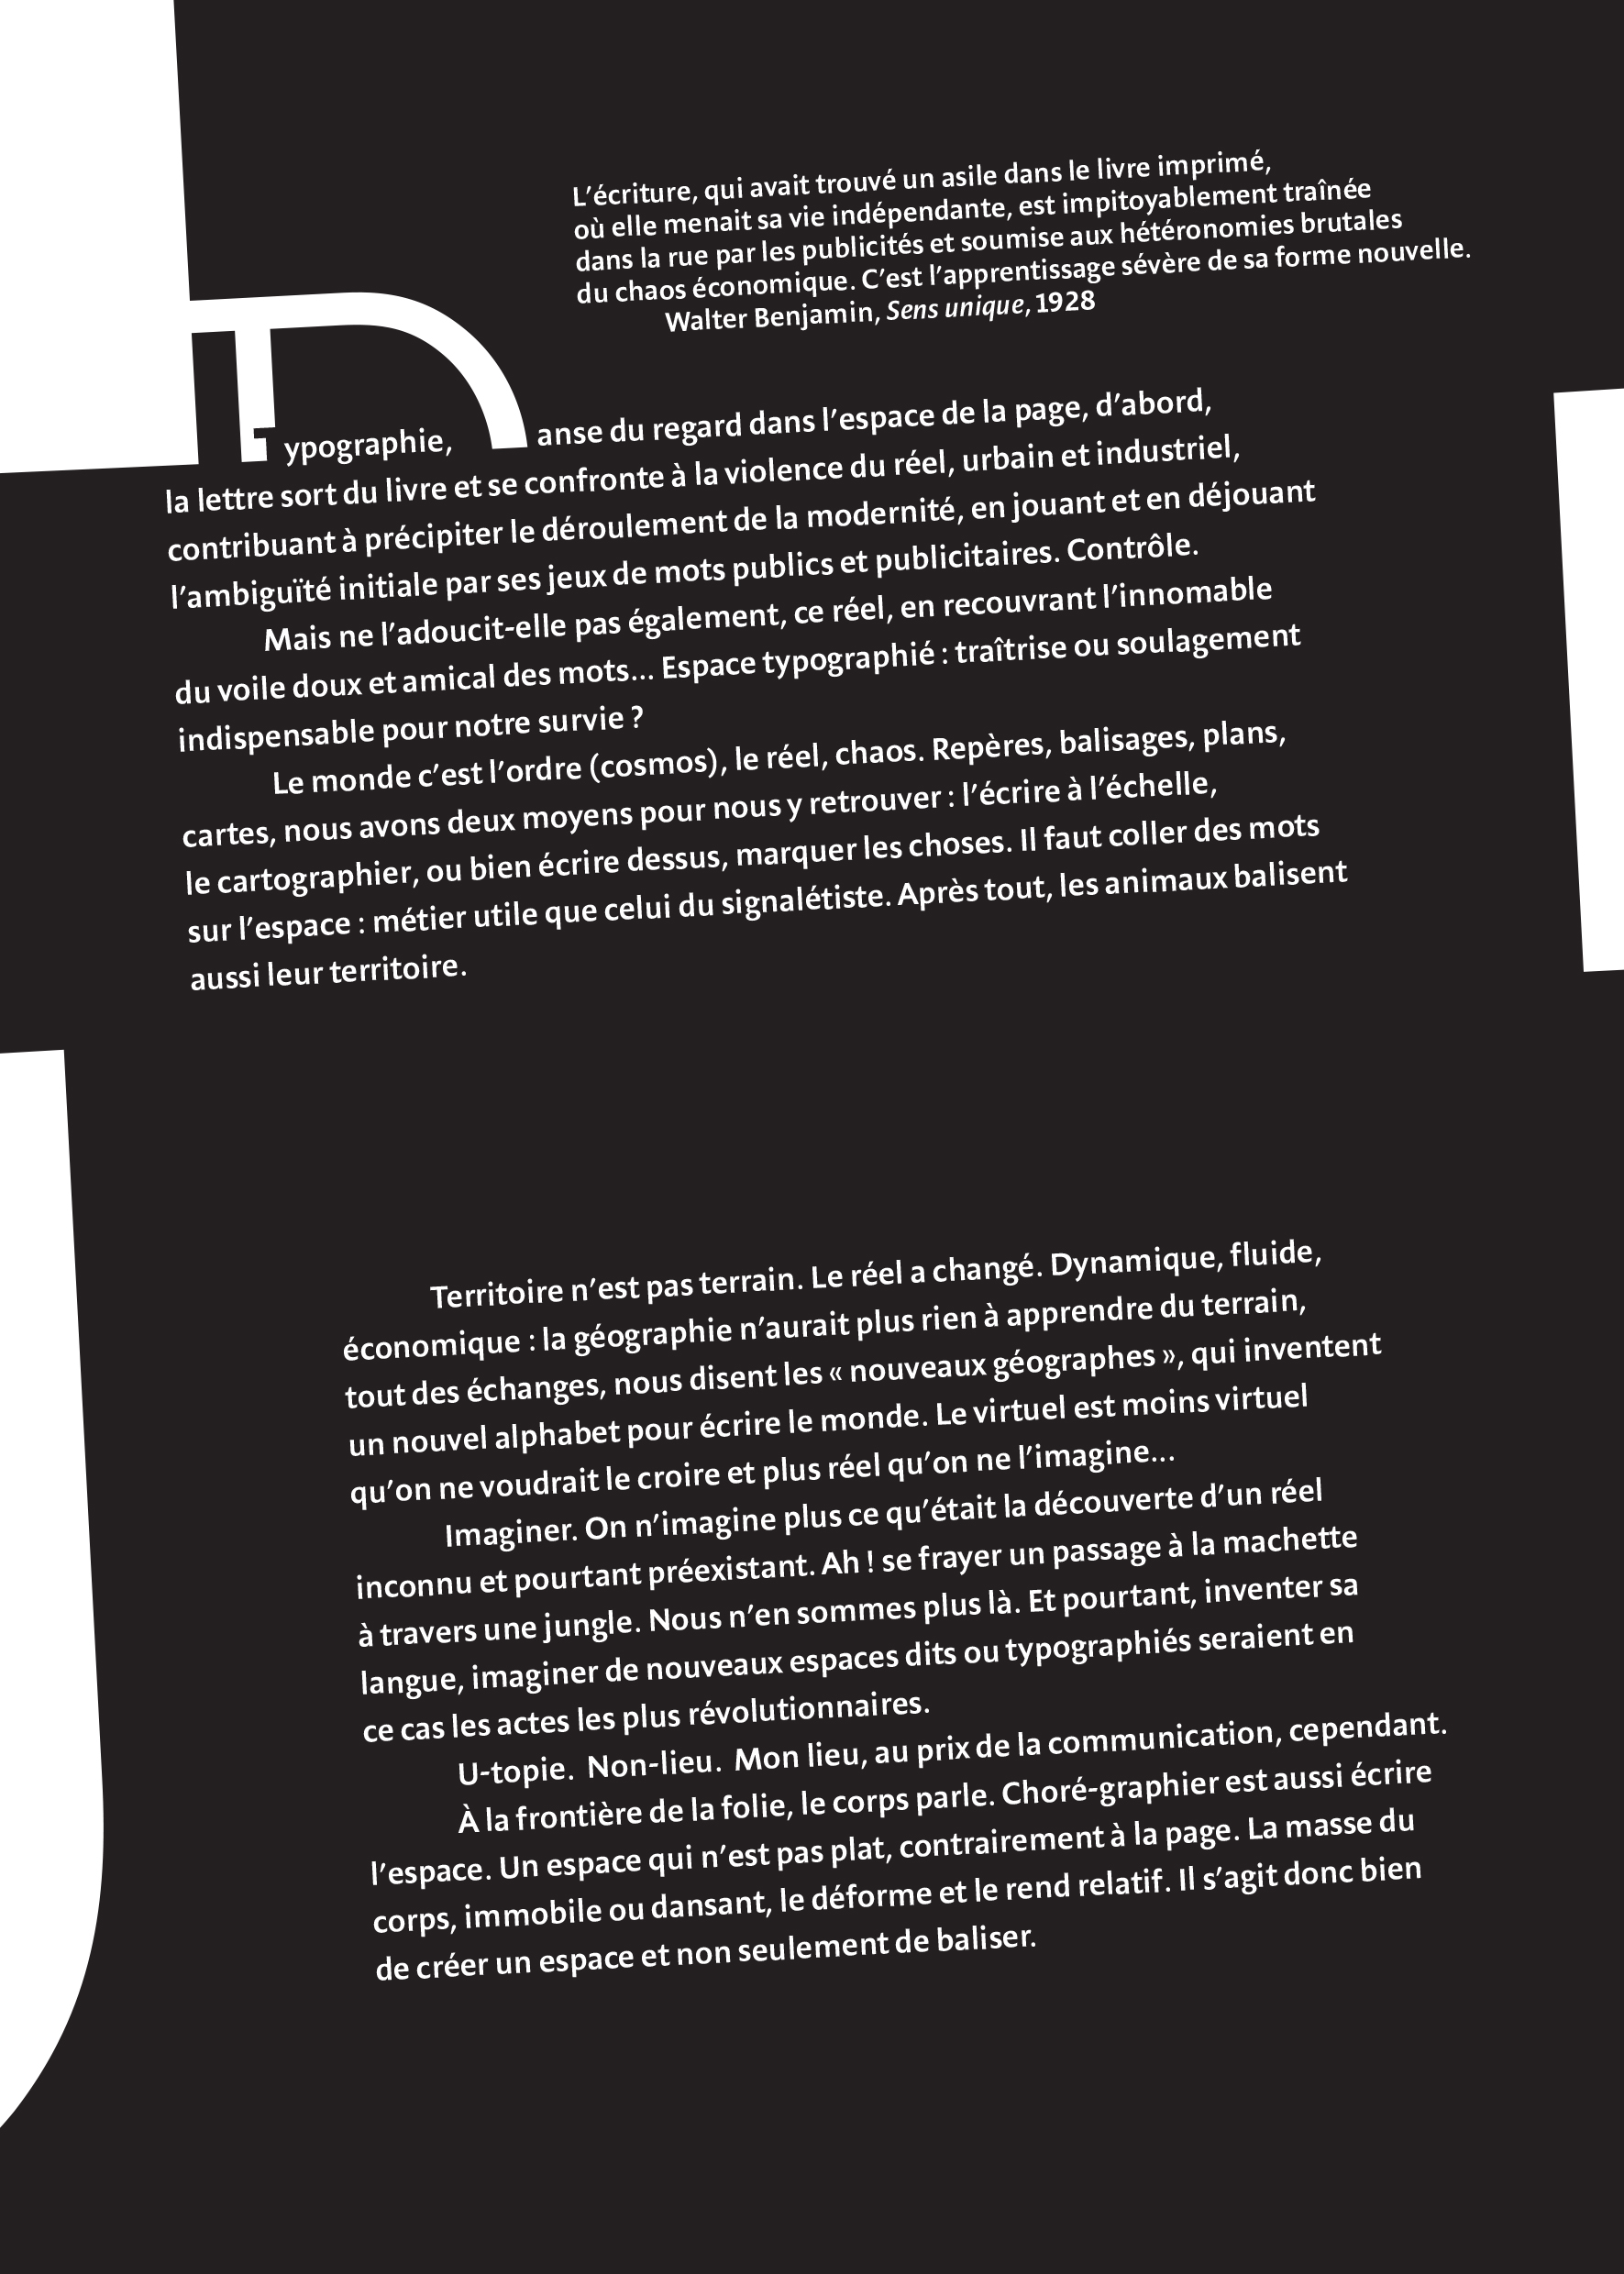 L’écriture, qui avait trouvé un asile dans le livre imprimé,
où elle menait sa vie indépendante, est impitoyablement traînée
dans la rue par les publicités et soumise aux hétéronomies brutales
du chaos économique. C’est l’apprentissage sévère de sa forme nouvelle.
Walter Benjamin, Sens unique, 1928
Typographie, Danse du regard dans l’espace de la page, d’abord,
la lettre sort du livre et se confronte à la violence du réel, urbain et industriel,
contribuant à précipiter le déroulement de la modernité, en jouant et en déjouant
l’ambiguïté initiale par ses jeux de mots publics et publicitaires. Contrôle.
Mais ne l’adoucit-elle pas également, ce réel, en recouvrant l’innomable
du voile doux et amical des mots... Espace typographié : traîtrise ou soulagement
indispensable pour notre survie ?
Le monde c’est l’ordre (cosmos), le réel, chaos. Repères, balisages, plans,
cartes, nous avons deux moyens pour nous y retrouver : l’écrire à l’échelle,
le cartographier, ou bien écrire dessus, marquer les choses. Il faut coller des mots
sur l’espace : métier utile que celui du signalétiste. Après tout, les animaux balisent
aussi leur territoire.
Territoire n’est pas terrain. Le réel a changé. Dynamique, fluide,
économique : la géographie n’aurait plus rien à apprendre du terrain,
tout des échanges, nous disent les « nouveaux géographes », qui inventent
un nouvel alphabet pour écrire le monde. Le virtuel est moins virtuel
qu’on ne voudrait le croire et plus réel qu’on ne l’imagine...
Imaginer. On n’imagine plus ce qu’était la découverte d’un réel
inconnu et pourtant préexistant. Ah ! se frayer un passage à la machette
à travers une jungle. Nous n’en sommes plus là. Et pourtant, inventer sa
langue, imaginer de nouveaux espaces dits ou typographiés seraient en
ce cas les actes les plus révolutionnaires.
U-topie. Non-lieu. Mon lieu, au prix de la communication, cependant.
À la frontière de la folie, le corps parle. Choré-graphier est aussi écrire
l’espace. Un espace qui n’est pas plat, contrairement à la page. La masse du
corps, immobile ou dansant, le déforme et le rend relatif. Il s’agit donc bien
de créer un espace et non seulement de baliser.